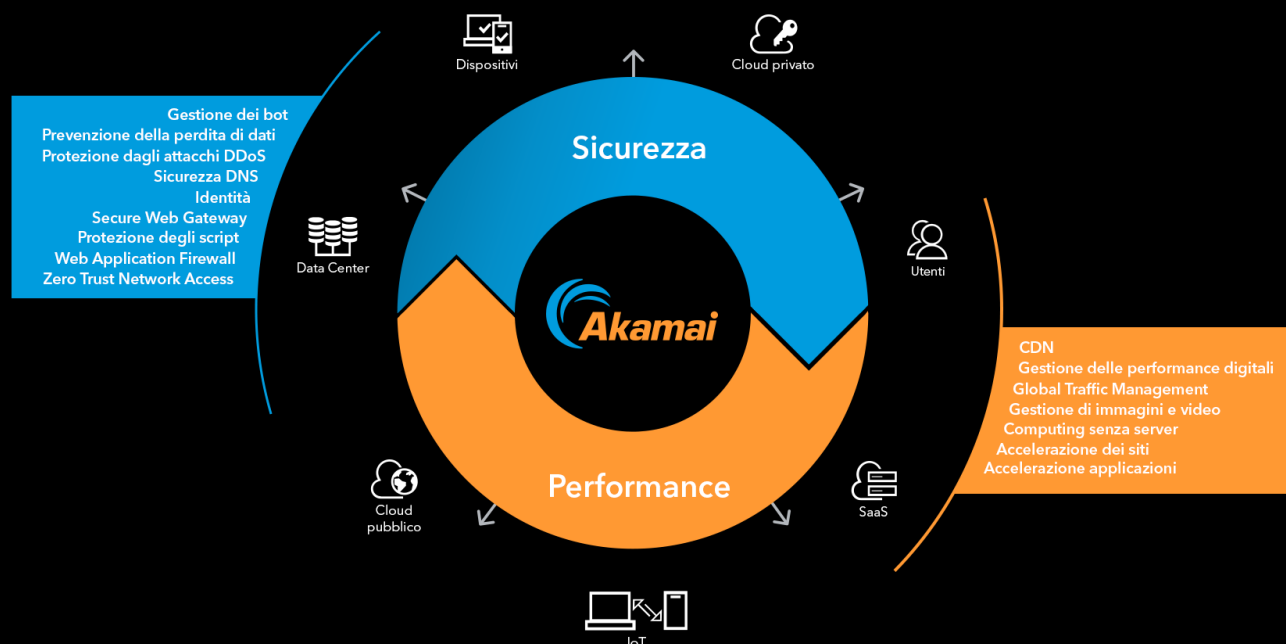 Dispositivi
Cloud privato
Gestione dei bot
Prevenzione della perdita di dati
Protezione dagli attacchi DDoS
Sicurezza DNS
Identità
Secure Web Gateway
Protezione degli script
Web Application Firewall
Zero Trust Network Access
Sicurezza
Data Center
Utenti
Akamai
CDN
Gestione delle performance digitali
Global Traffic Management
Gestione di immagini e video
Computing senza server
Accelerazione dei siti
Accelerazione applicazioni
Performance
Cloud
pubblico
SaaS
IoT